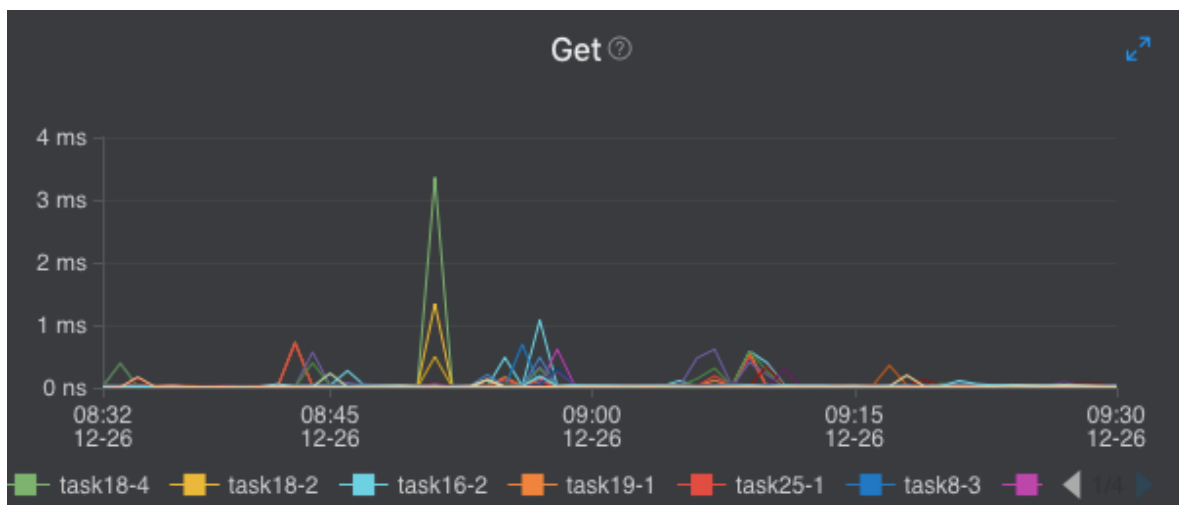 Get ?
4 ms
3 ms
2 ms
1 ms
0 ns
08:32 08:45 09:00 09:15 09:30
12-26 12-26 12-26 12-26 12-26
task18-4 task18-2 task16-2 task19-1 task25-1 task8-3 1/4